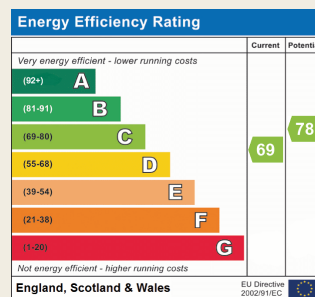 Energy Efficiency Rating
Current Potenti
Very energy efficient - lower running costs
(92+) A
(81-91) B
(69-80) C
(55-68) D
(39-54) E
(21-38) F
(1-20) G
69
78
Not energy efficient - higher running costs
England, Scotland & Wales
EU Directive
2002/91/EC